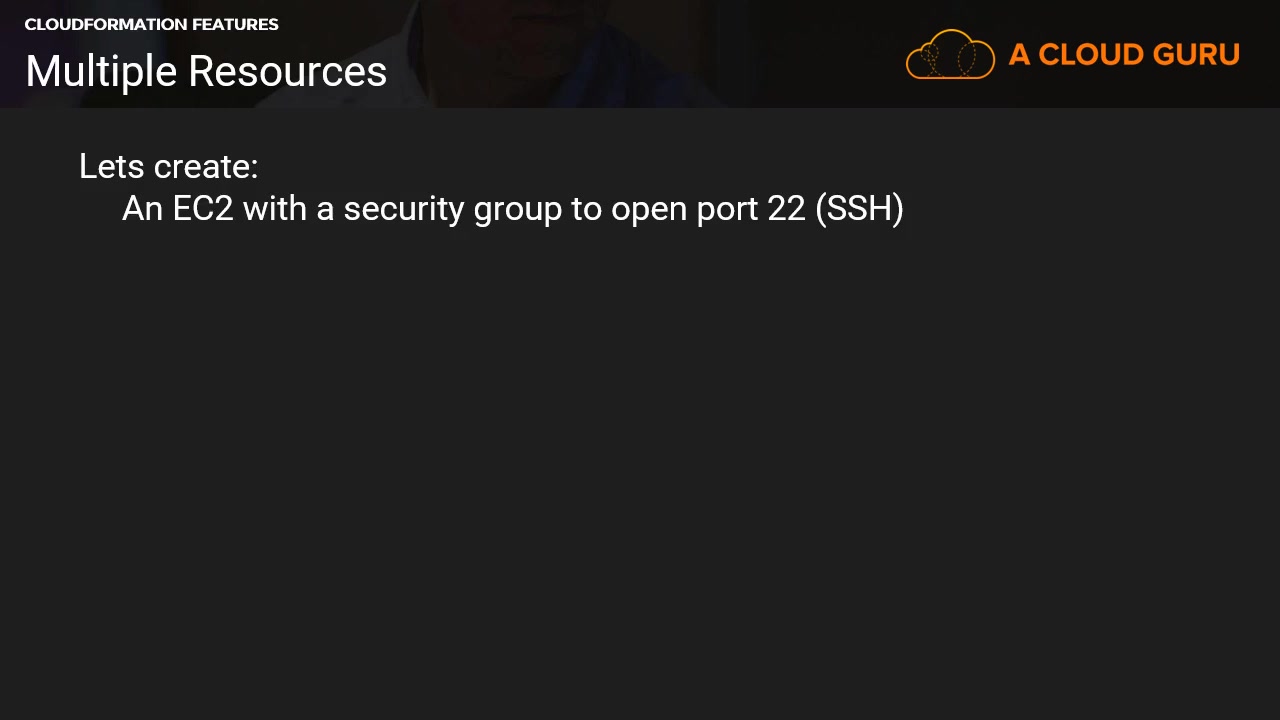 CLOUDFORMATION FEATURES
Multiple Resources
A CLOUD GURU
Lets create:
An EC2 with a security group to open port 22 (SSH)